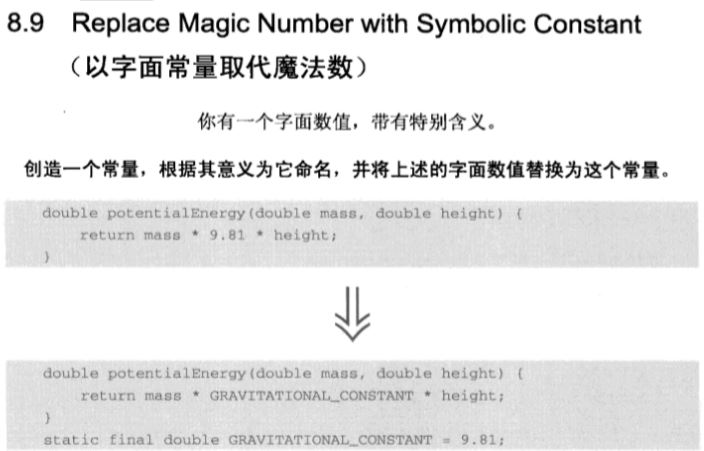 8.9 Replace Magic Number with Symbolic Constant
（以字面常量取代魔法数）
你有一个字面数值，带有特别含义。
创造一个常量，根据其意义为它命名，并将上述的字面数值替换为这个常量。
double potentialEnergy(double mass, double height) {
return mass * 9.81 * height;
}
double potentialEnergy(double mass, double height) {
return mass * GRAVITATIONAL_CONSTANT * height;
}
static final double GRAVITATIONAL_CONSTANT = 9.81;